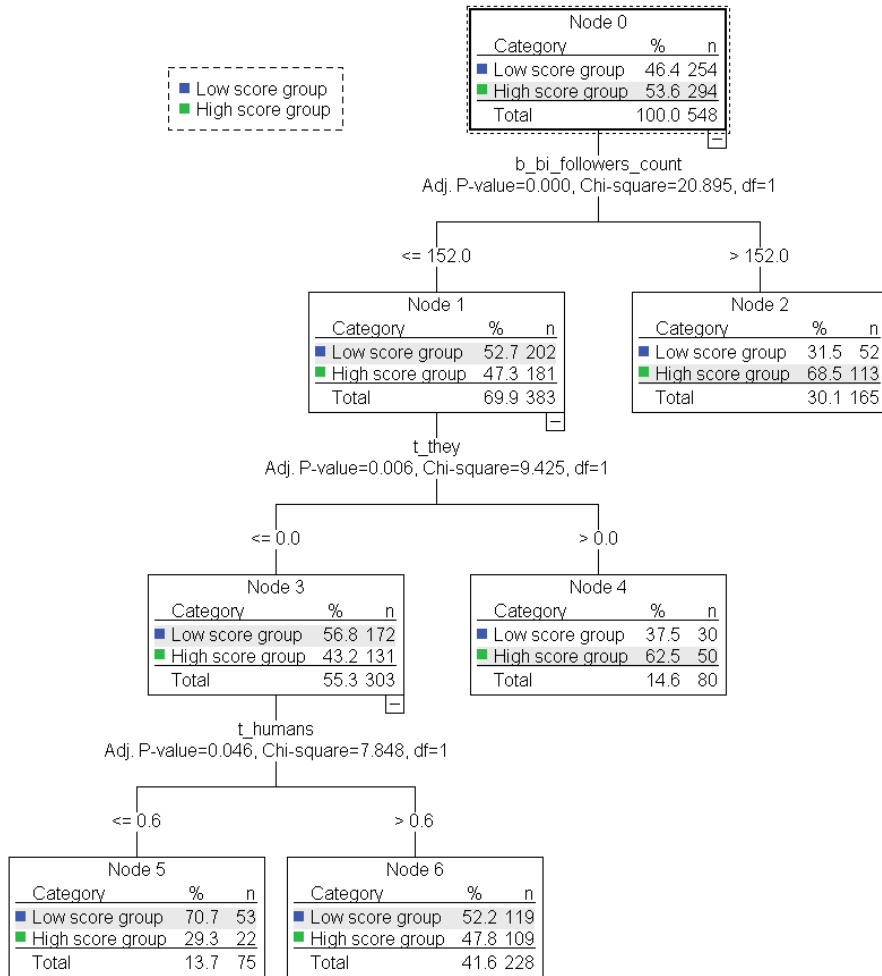 Node 0
Category % n
Low score group 46.4 254
High score group 53.6 294
Total 100.0 548
Low score group
High score group
b_bi_followers_count
Adj. P-value=0.000, Chi-square=20.895, df=1
<= 152.0
> 152.0
Node 1
Category % n
Low score group 52.7 202
High score group 47.3 181
Total 69.9 383
Node 2
Category % n
Low score group 31.5 52
High score group 68.5 113
Total 30.1 165
t_they
Adj. P-value=0.006, Chi-square=9.425, df=1
<= 0.0
> 0.0
Node 3
Category % n
Low score group 56.8 172
High score group 43.2 131
Total 55.3 303
Node 4
Category % n
Low score group 37.5 30
High score group 62.5 50
Total 14.6 80
t_humans
Adj. P-value=0.046, Chi-square=7.848, df=1
<= 0.6
> 0.6
Node 5
Category % n
Low score group 70.7 53
High score group 29.3 22
Total 13.7 75
Node 6
Category % n
Low score group 52.2 119
High score group 47.8 109
Total 41.6 228